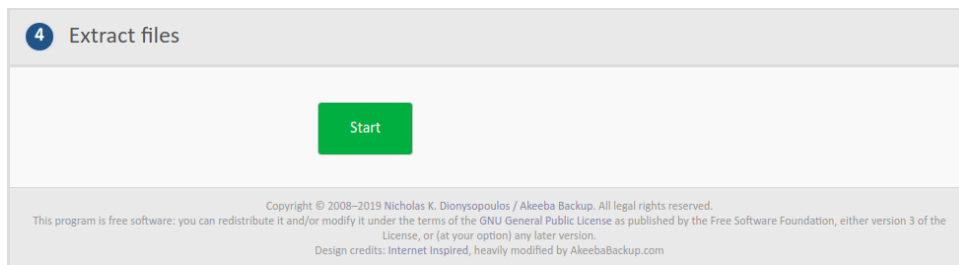 4 Extract files
Start
Copyright © 2008–2019 Nicholas K. Dionysopoulos / Akeeba Backup. All legal rights reserved.
This program is free software: you can redistribute it and/or modify it under the terms of the GNU General Public License as published by the Free Software Foundation, either version 3 of the
License, or (at your option) any later version.
Design credits: Internet Inspired, heavily modified by AkeebaBackup.com